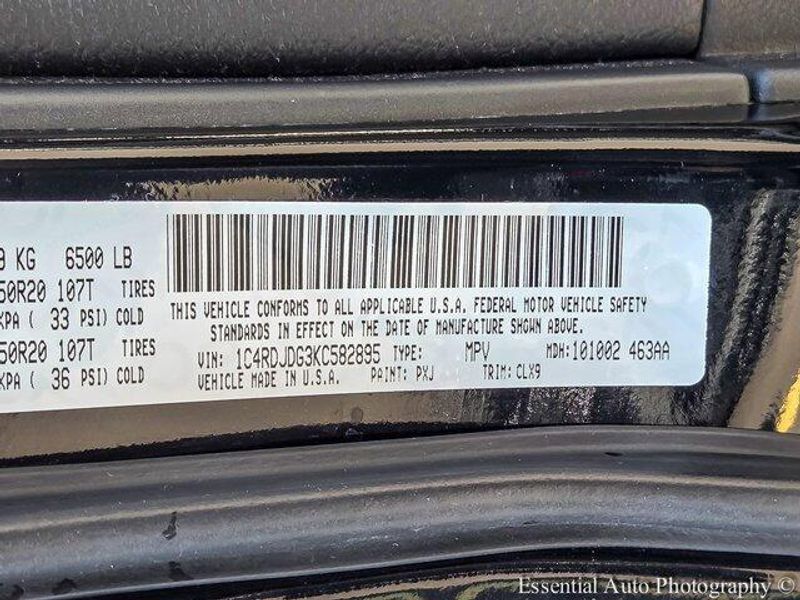 9 KG 6500 LB
50R20 107T TIRES
KPA ( 33 PSI) COLD
50R20 107T TIRES
KPA ( 36 PSI) COLD
THIS VEHICLE CONFORMS TO ALL APPLICABLE U.S.A. FEDERAL MOTOR VEHICLE SAFETY
STANDARDS IN EFFECT ON THE DATE OF MANUFACTURE SHOWN ABOVE.
VIN: 1C4RDJDG3KC582895 TYPE: MPV MDH:101002 463AA
VEHICLE MADE IN U.S.A. PAINT: PXJ TRIM: CLX9
Essential Auto Photography ©